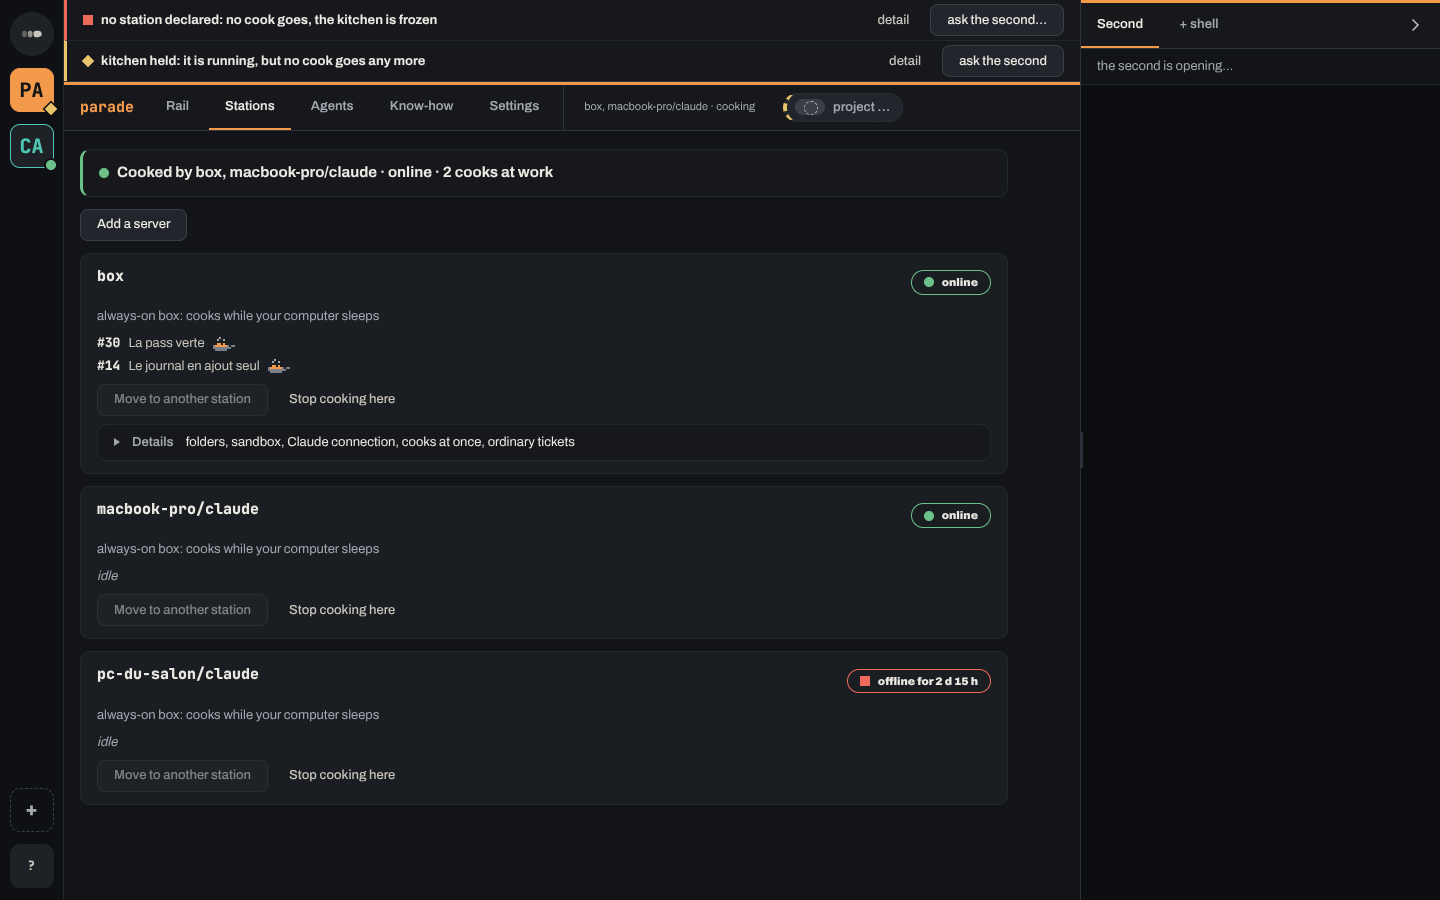 no station declared: no cook goes, the kitchen is frozen detail ask the second...
kitchen held: it is running, but no cook goes any more detail ask the second
PA
CA
parade Rail Stations Agents Know-how Settings box, macbook-pro/claude · cooking project ...
Cooked by box, macbook-pro/claude · online · 2 cooks at work
Add a server
box online
always-on box: cooks while your computer sleeps
#30 La pass verte
#14 Le journal en ajout seul
Move to another station Stop cooking here
Details folders, sandbox, Claude connection, cooks at once, ordinary tickets
macbook-pro/claude online
always-on box: cooks while your computer sleeps
idle
Move to another station Stop cooking here
pc-du-salon/claude offline for 2 d 15 h
always-on box: cooks while your computer sleeps
idle
Move to another station Stop cooking here
+
?
Second + shell
the second is opening...